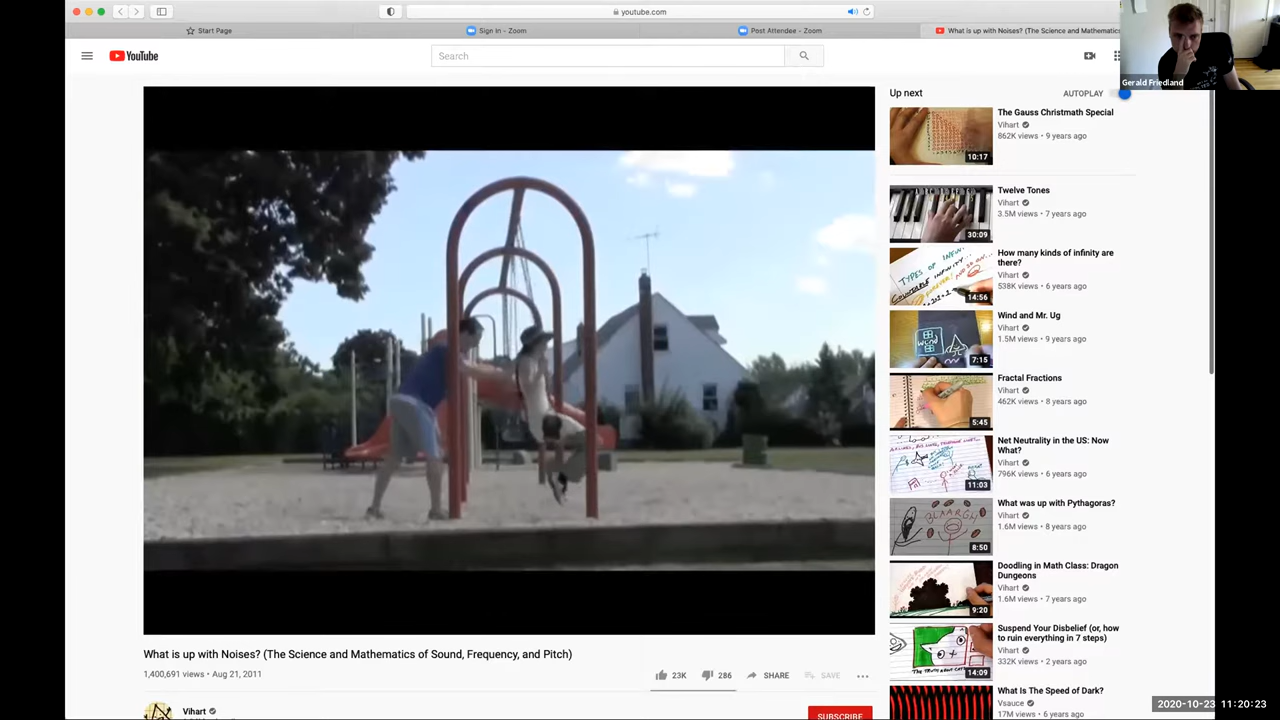 youtube.com
Start Page
Sign In - Zoom
Post Attendee - Zoom
What is up with Noises? (The Science and Mathematics
Gerald Friedland
YouTube
Search
Up next
AUTOPLAY
The Gauss Christmath Special
Vihart
862K views • 9 years ago
10:17
Twelve Tones
Vihart
3.5M views • 7 years ago
30:09
How many kinds of infinity are
there?
Vihart
538K views • 6 years ago
14:56
Wind and Mr. Ug
Vihart
1.5M views • 9 years ago
7:15
Fractal Fractions
Vihart
462K views • 8 years ago
5:45
Net Neutrality in the US: Now
What?
Vihart
796K views • 6 years ago
11:03
What was up with Pythagoras?
Vihart
1.6M views • 8 years ago
8:50
Doodling in Math Class: Dragon
Dungeons
Vihart
1.6M views • 7 years ago
9:20
Suspend Your Disbelief (or, how
to ruin everything in 7 steps)
Vihart
332K views • 2 years ago
14:09
What Is The Speed of Dark?
Vsauce
17M views • 6 years ago
What is up with Noises? (The Science and Mathematics of Sound, Frequency, and Pitch)
1,400,691 views • Aug 21, 2011
23K
286
SHARE
SAVE
Vihart
SUBSCRIBE
2020-10-23 11:20:23